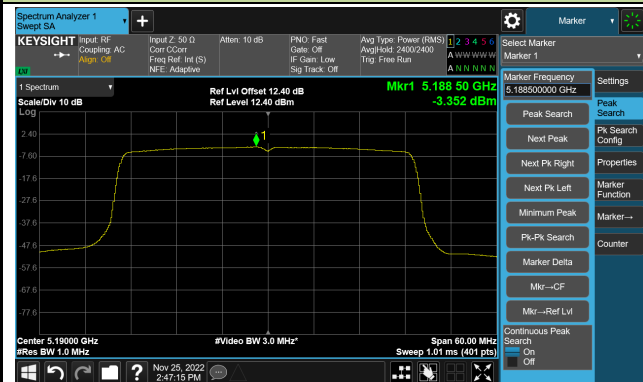 Spectrum Analyzer 1
Swept SA
Marker
KEYSIGHT
Input: RF
Coupling: AC
Align: Off
Input Z: 50 Ω
Corr CCorr
Freq Ref: Int (S)
NFE: Adaptive
Atten: 10 dB
PNO: Fast
Gate: Off
IF Gain: Low
Sig Track: Off
Avg Type: Power (RMS)
Avg|Hold: 2400/2400
Trig: Free Run
1 2 3 4 5 6
A W W W W W
A N N N N N
Select Marker
Marker 1
1 Spectrum
Scale/Div 10 dB
Log
Ref Lvl Offset 12.40 dB
Ref Level 12.40 dBm
Mkr1 5.188 50 GHz
-3.352 dBm
1
2.40
-7.60
-17.6
-27.6
-37.6
-47.6
-57.6
-67.6
-77.6
Center 5.19000 GHz
#Res BW 1.0 MHz
#Video BW 3.0 MHz*
Span 60.00 MHz
Sweep 1.01 ms (401 pts)
Marker Frequency
5.188500000 GHz
Peak Search
Next Peak
Next Pk Right
Next Pk Left
Minimum Peak
Pk-Pk Search
Marker Delta
Mkr→CF
Mkr→Ref Lvl
Continuous Peak
Search
On
Off
Settings
Peak
Search
Pk Search
Config
Properties
Marker
Function
Marker→
Counter
Nov 25, 2022
2:47:15 PM